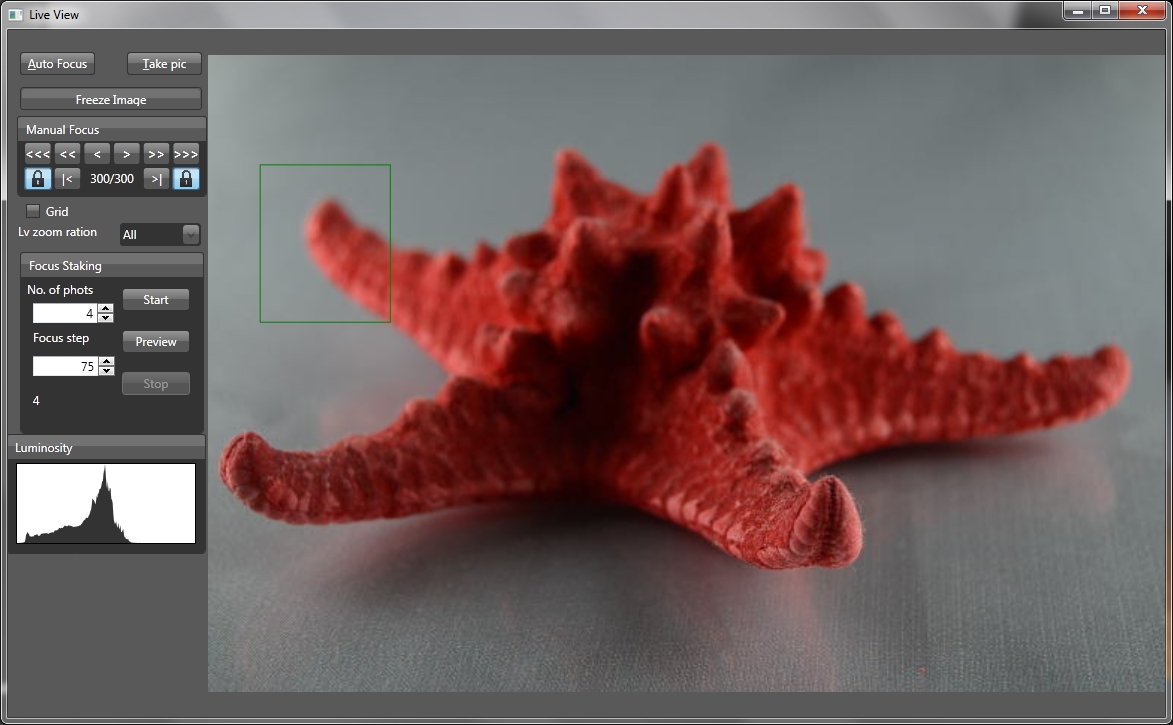 Live View
Auto Focus
Take pic
Freeze Image
Manual Focus
<<< << < > >> >>>
|< 300/300 >|
Grid
Lv zoom ration All
Focus Staking
No. of phots
Start
4
Focus step
Preview
75
Stop
4
Luminosity